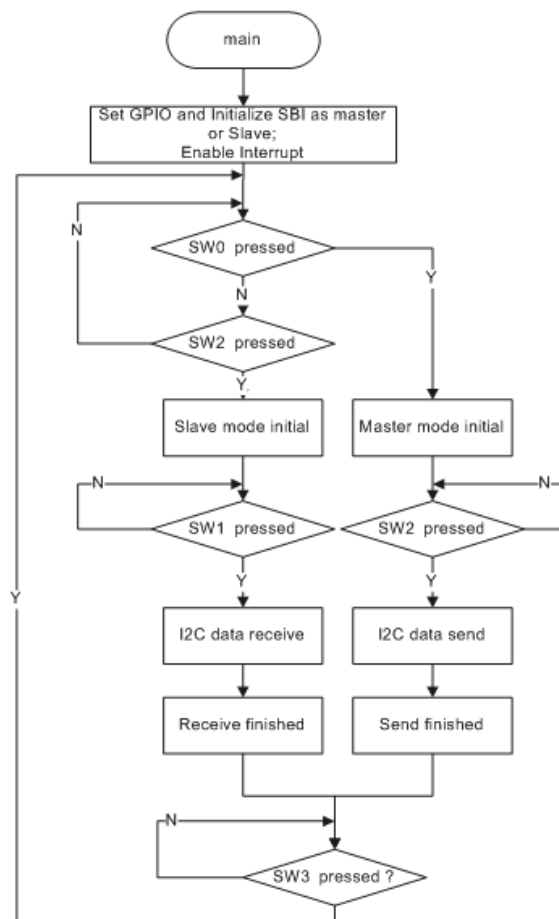 main
Set GPIO and Initialize SBI as master
or Slave;
Enable Interrupt
N
SW0 pressed
Y
N
SW2 pressed
Y
Slave mode initial
Master mode initial
N
N
SW1 pressed
SW2 pressed
Y
Y
Y
I2C data receive
I2C data send
Receive finished
Send finished
N
SW3 pressed ?